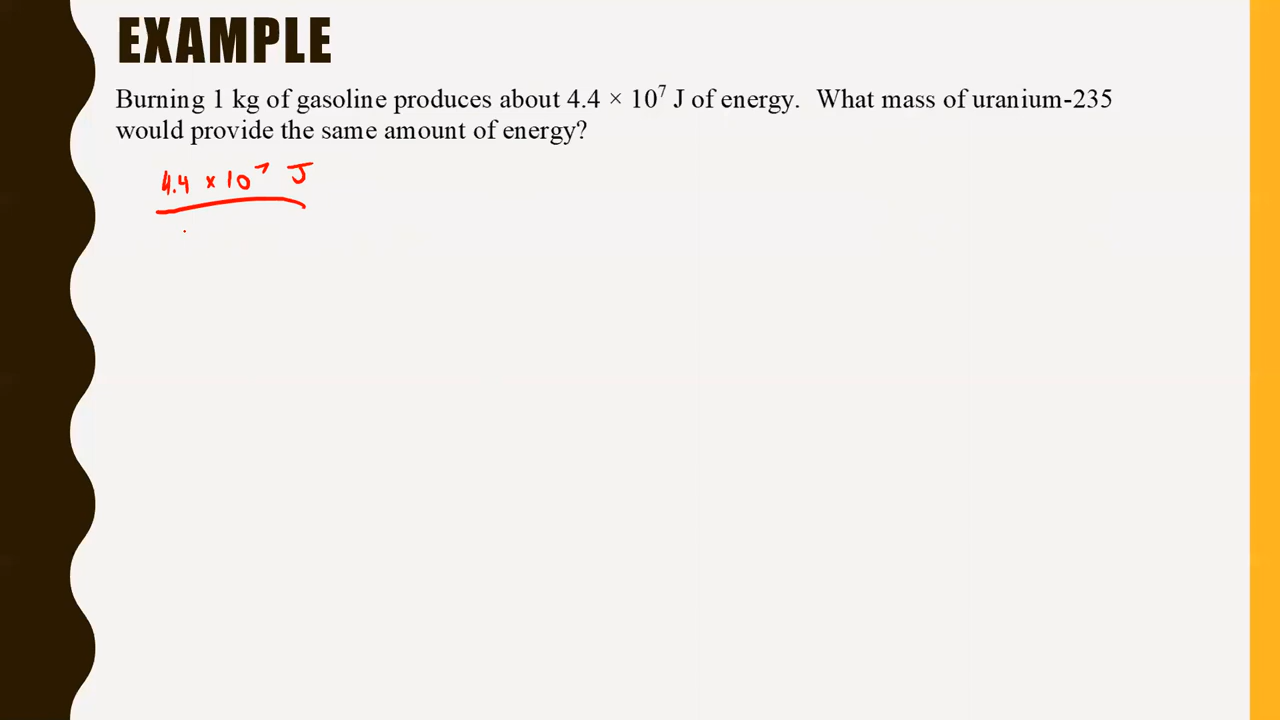 EXAMPLE
Burning 1 kg of gasoline produces about 4.4 × 10⁷ J of energy. What mass of uranium-235
would provide the same amount of energy?
4.4 × 10⁷ J